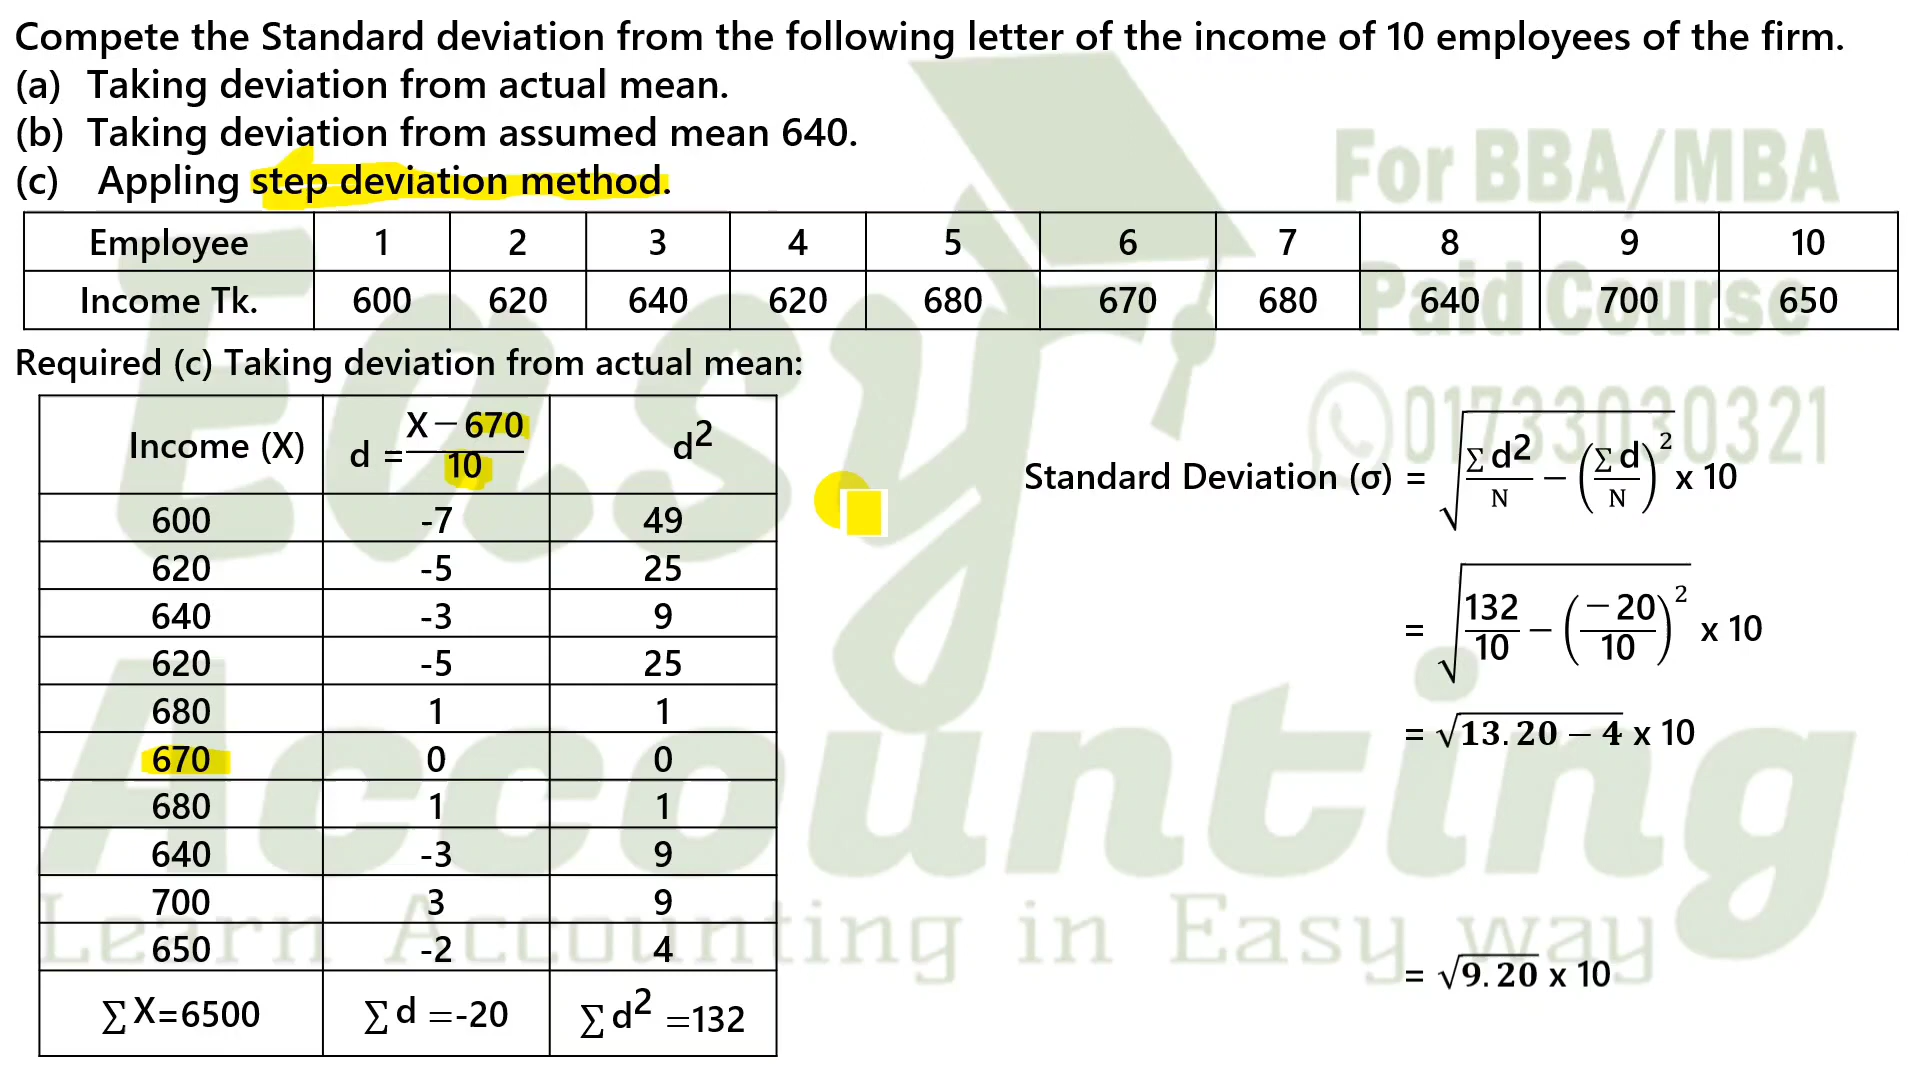 Compete the Standard deviation from the following letter of the income of 10 employees of the firm.
(a) Taking deviation from actual mean.
(b) Taking deviation from assumed mean 640.
(c) Appling step deviation method.
Employee 1 2 3 4 5 6 7 8 9 10
Income Tk. 600 620 640 620 680 670 680 640 700 650
Required (c) Taking deviation from actual mean:
Income (X) d = (X − 670)/10 d²
600 -7 49
620 -5 25
640 -3 9
620 -5 25
680 1 1
670 0 0
680 1 1
640 -3 9
700 3 9
650 -2 4
∑X=6500 ∑d =-20 ∑d² =132
Standard Deviation (σ) = √(∑d²/N − (∑d/N)²) x 10
= √(132/10 − (−20/10)²) x 10
= √(13.20 − 4) x 10
= √9.20 x 10
For BBA/MBA
Paid Course
01733030321
Easy
Accounting
Learn Accounting in Easy way